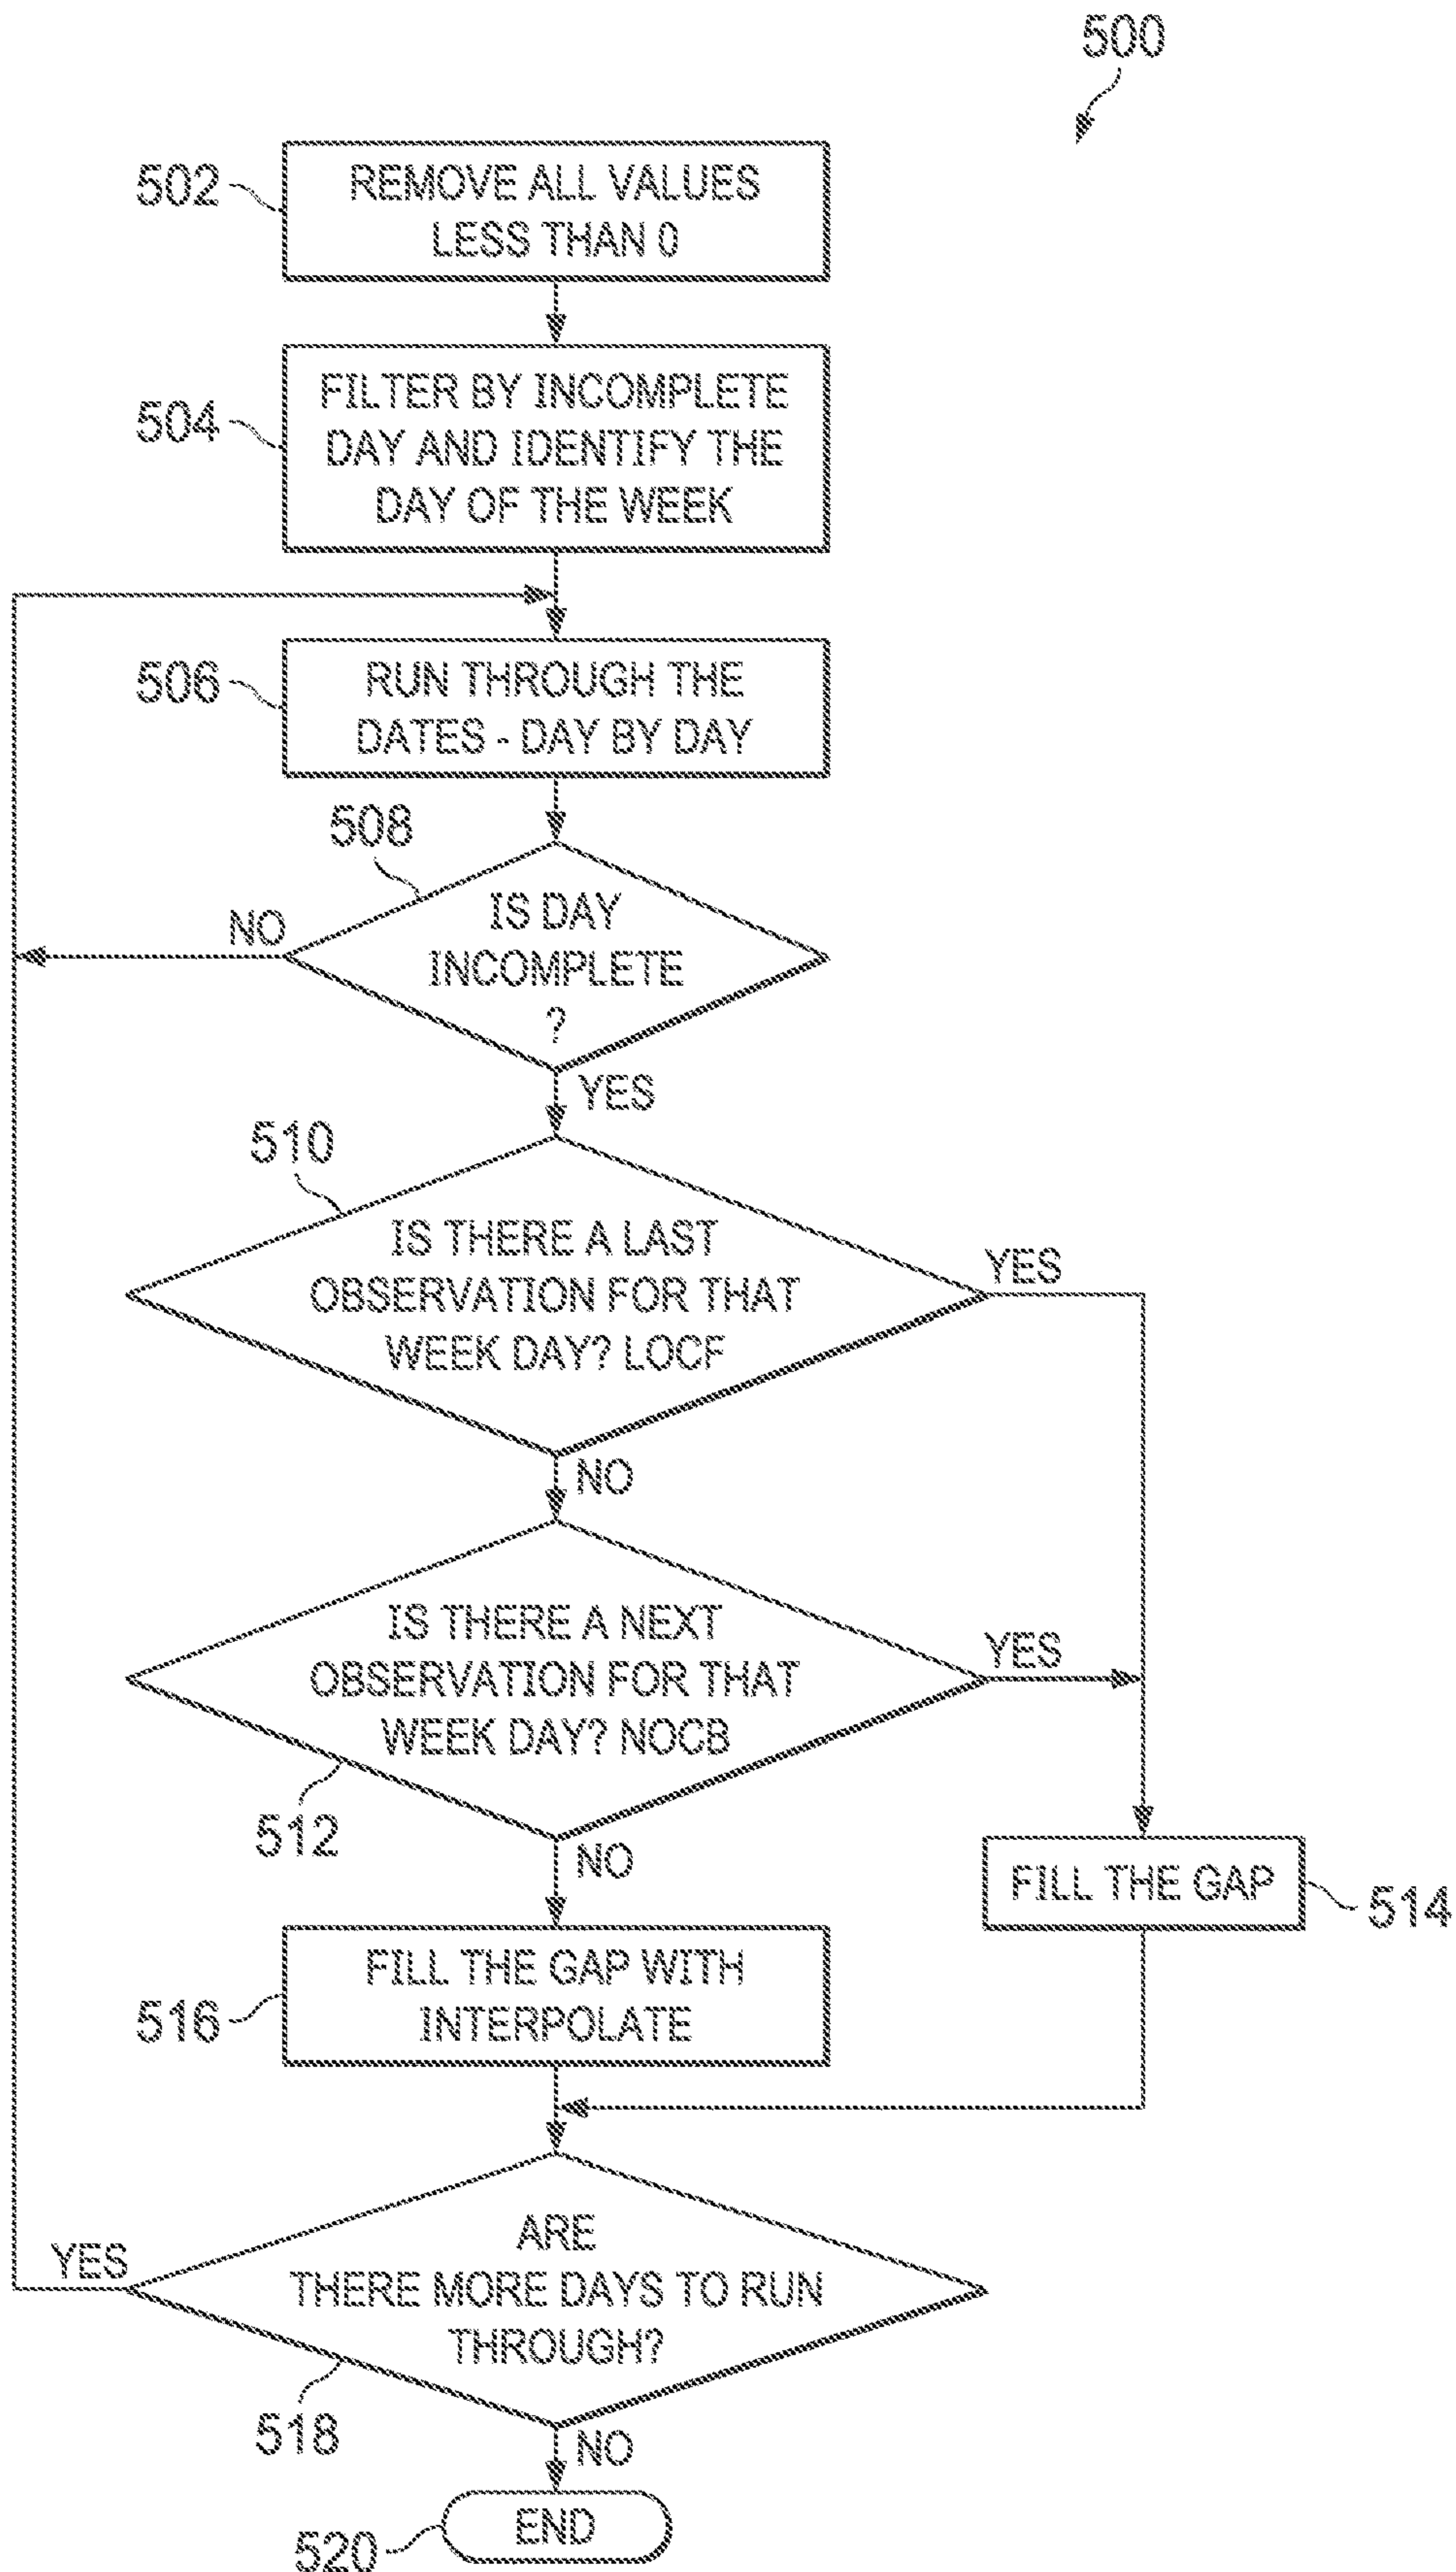 500
502
REMOVE ALL VALUES
LESS THAN 0
504
FILTER BY INCOMPLETE
DAY AND IDENTIFY THE
DAY OF THE WEEK
506
RUN THROUGH THE
DATES - DAY BY DAY
508
IS DAY
INCOMPLETE
?
NO
YES
510
IS THERE A LAST
OBSERVATION FOR THAT
WEEK DAY? LOCF
YES
NO
IS THERE A NEXT
OBSERVATION FOR THAT
WEEK DAY? NOCB
YES
512
NO
FILL THE GAP
514
516
FILL THE GAP WITH
INTERPOLATE
ARE
THERE MORE DAYS TO RUN
THROUGH?
YES
518
NO
END
520